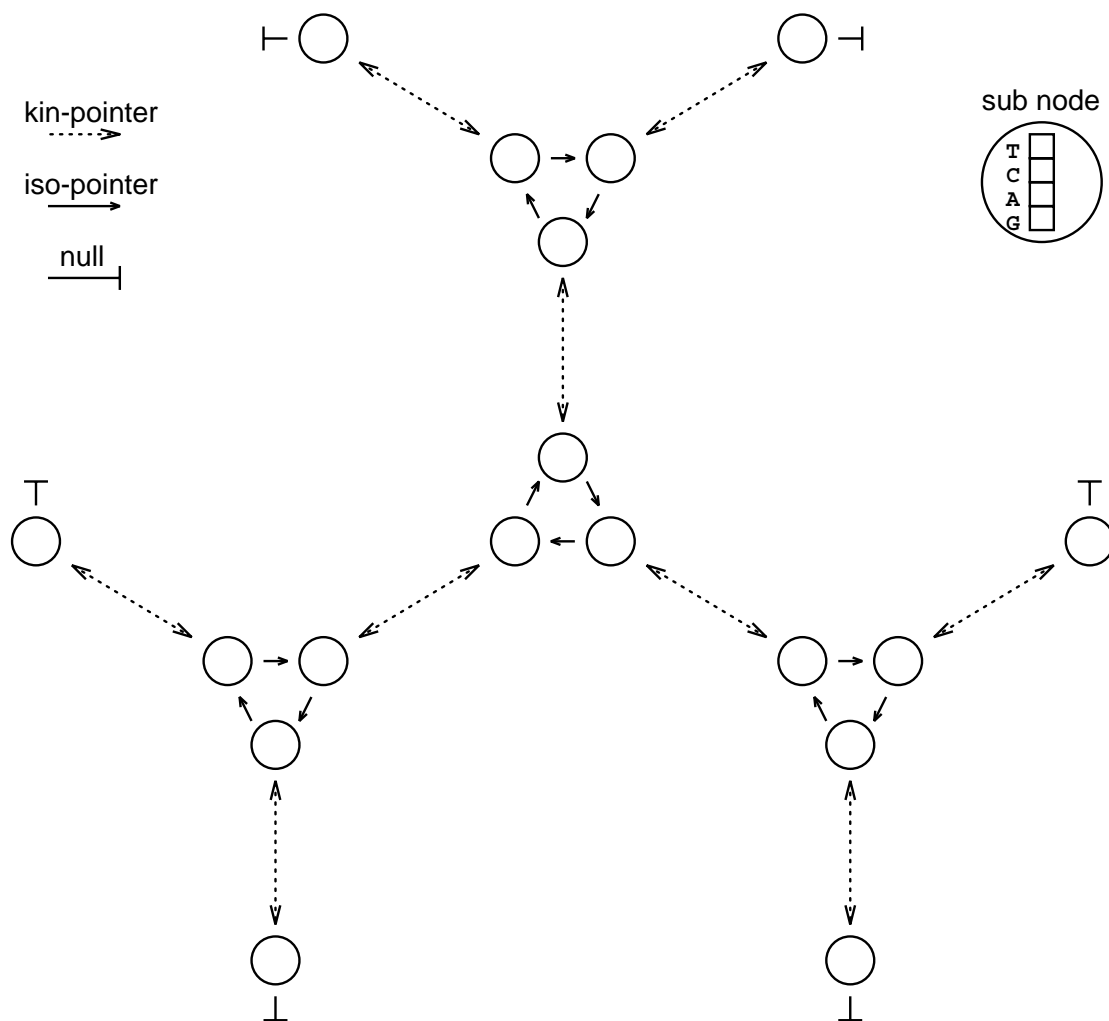 kin-pointer
iso-pointer
null
sub node
T
C
A
G